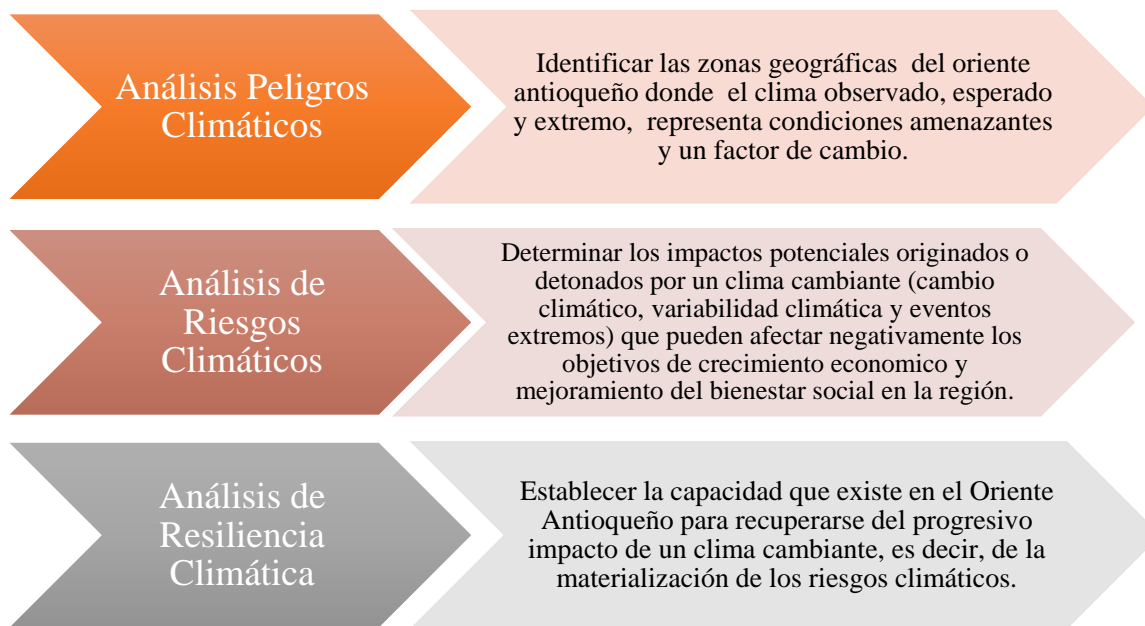 Análisis Peligros
Climáticos
Identificar las zonas geográficas del oriente
antioqueño donde el clima observado, esperado
y extremo, representa condiciones amenazantes
y un factor de cambio.
Análisis de
Riesgos
Climáticos
Determinar los impactos potenciales originados o
detonados por un clima cambiante (cambio
climático, variabilidad climática y eventos
extremos) que pueden afectar negativamente los
objetivos de crecimiento economico y
mejoramiento del bienestar social en la región.
Análisis de
Resiliencia
Climática
Establecer la capacidad que existe en el Oriente
Antioqueño para recuperarse del progresivo
impacto de un clima cambiante, es decir, de la
materialización de los riesgos climáticos.